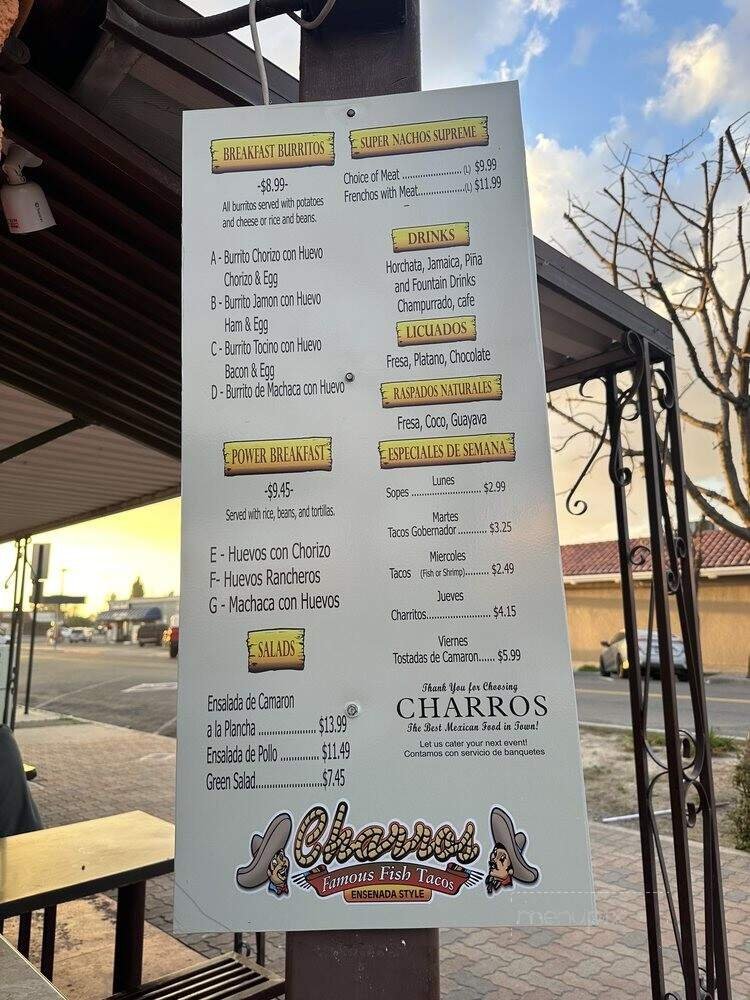 BREAKFAST BURRITOS
-$8.99-
All burritos served with potatoes
and cheese or rice and beans.
A - Burrito Chorizo con Huevo
Chorizo & Egg
B - Burrito Jamon con Huevo
Ham & Egg
C - Burrito Tocino con Huevo
Bacon & Egg
D - Burrito de Machaca con Huevo
POWER BREAKFAST
-$9.45-
Served with rice, beans, and tortillas.
E - Huevos con Chorizo
F- Huevos Rancheros
G - Machaca con Huevos
SALADS
Ensalada de Camaron
a la Plancha .................. $13.99
Ensalada de Pollo ............ $11.49
Green Salad..................... $7.45
SUPER NACHOS SUPREME
Choice of Meat ...................... (L) $9.99
Frenchos with Meat.................(L) $11.99
DRINKS
Horchata, Jamaica, Piña
and Fountain Drinks
Champurrado, cafe
LICUADOS
Fresa, Platano, Chocolate
RASPADOS NATURALES
Fresa, Coco, Guayava
ESPECIALES DE SEMANA
Lunes
Sopes ......................... $2.99
Martes
Tacos Gobernador .......... $3.25
Miercoles
Tacos (Fish or Shrimp)......... $2.49
Jueves
Charritos....................... $4.15
Viernes
Tostadas de Camaron...... $5.99
Thank You for Choosing
CHARROS
The Best Mexican Food in Town!
Let us cater your next event!
Contamos con servicio de banquetes
Charros
Famous Fish Tacos
ENSENADA STYLE